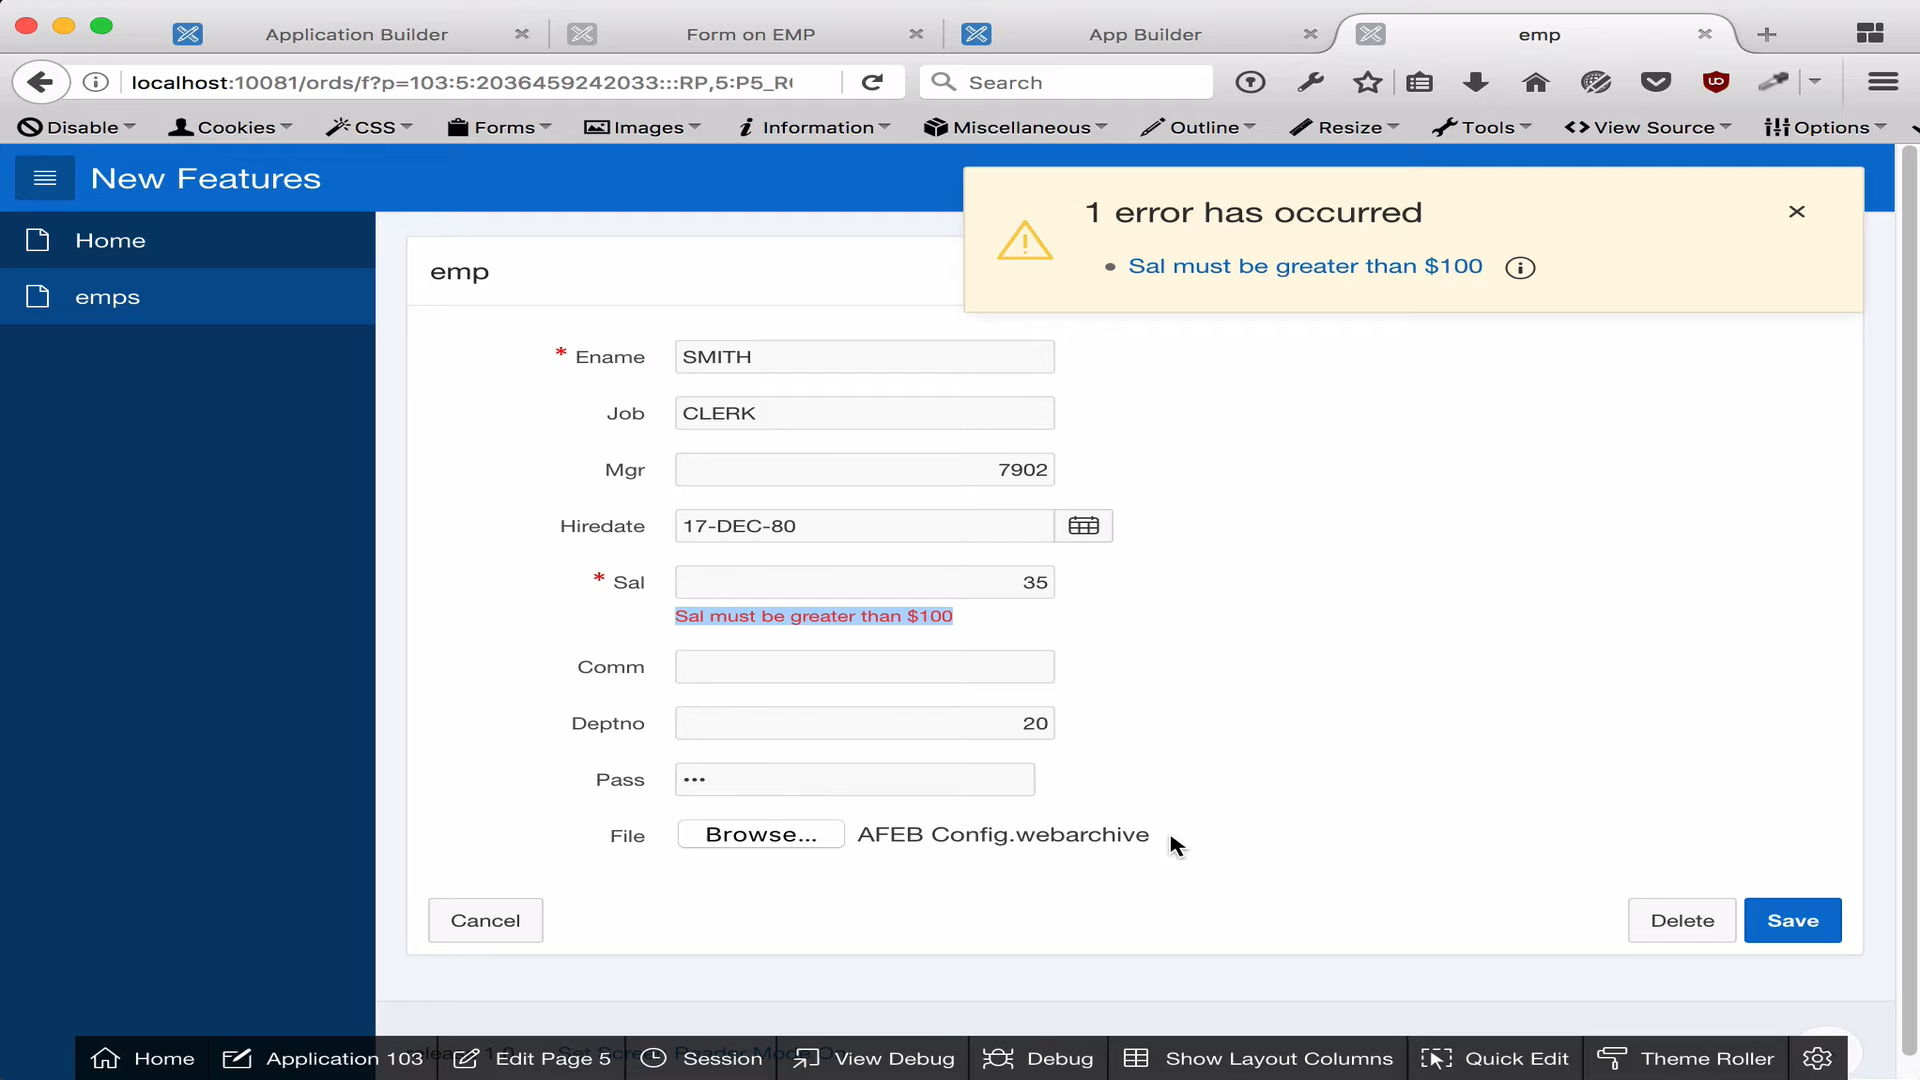 Application Builder
Form on EMP
App Builder
emp
localhost:10081/ords/f?p=103:5:2036459242033:::RP,5:P5_R
Search
Disable
Cookies
CSS
Forms
Images
Information
Miscellaneous
Outline
Resize
Tools
View Source
Options
New Features
1 error has occurred
Sal must be greater than $100
Home
emps
emp
* Ename SMITH
Job CLERK
Mgr 7902
Hiredate 17-DEC-80
* Sal 35
Sal must be greater than $100
Comm
Deptno 20
Pass •••
File Browse... AFEB Config.webarchive
Cancel
Delete
Save
Home
Application 103
Edit Page 5
Session
View Debug
Debug
Show Layout Columns
Quick Edit
Theme Roller